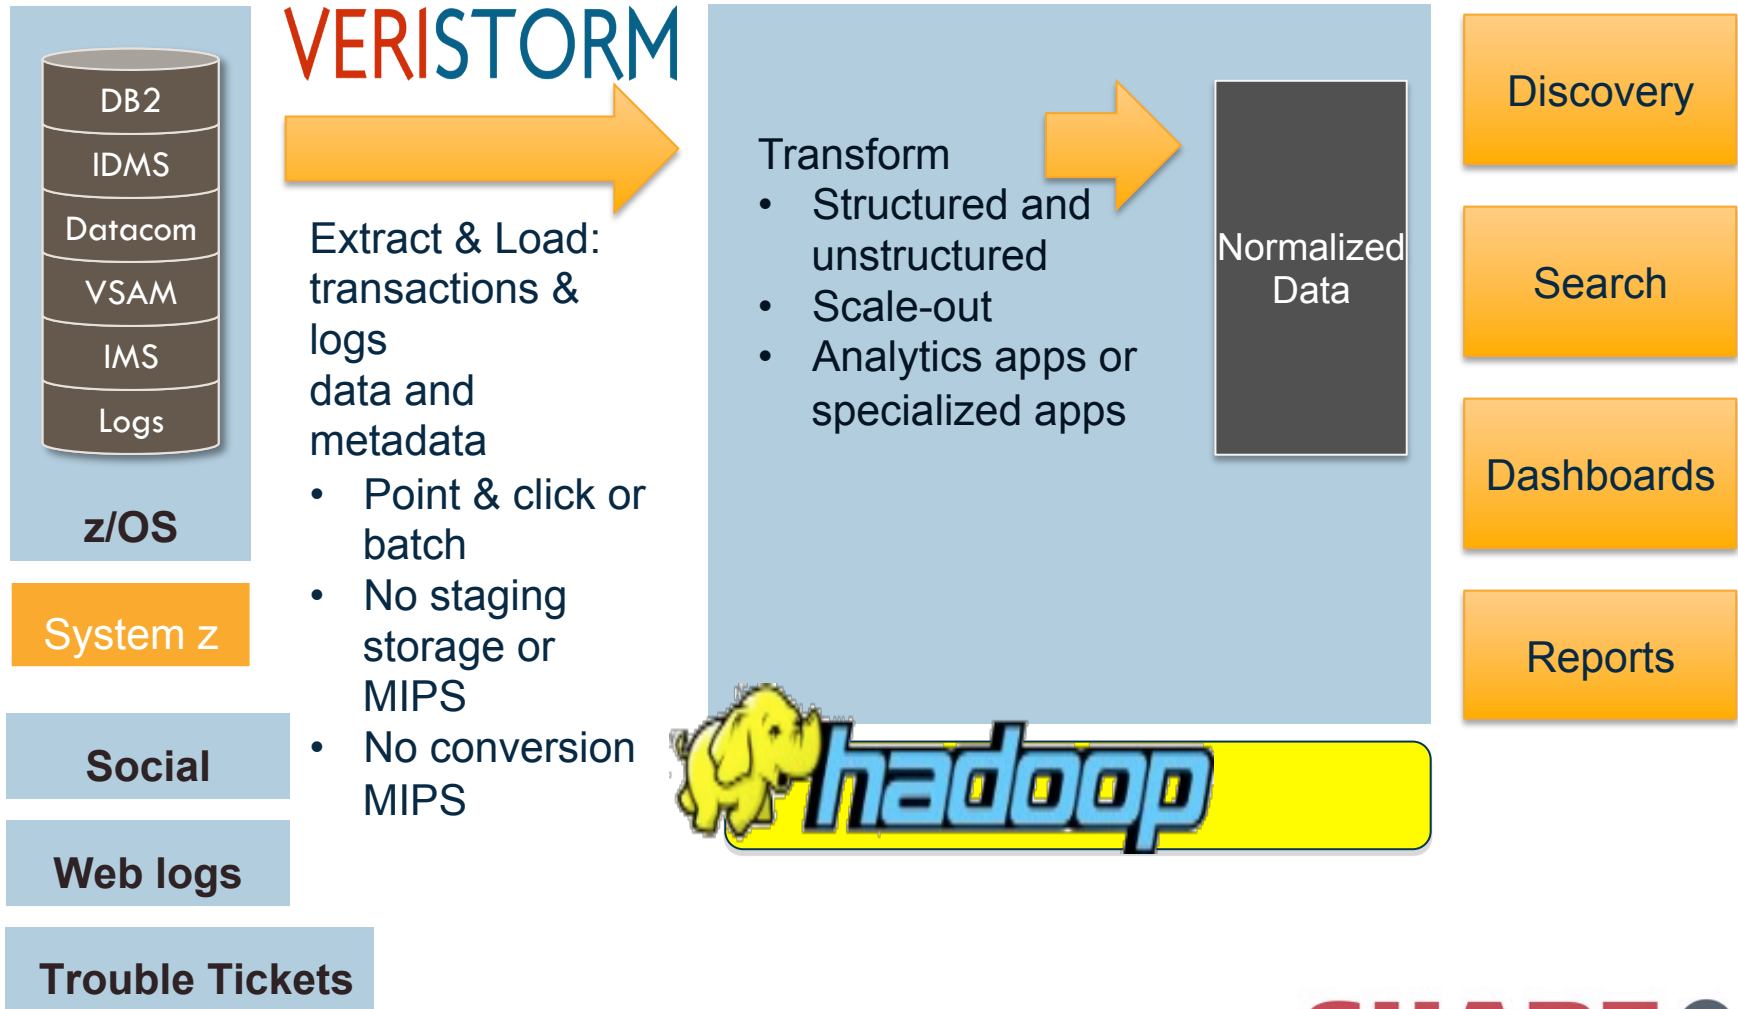 DB2
IDMS
Datacom
VSAM
IMS
Logs
z/OS
System z
Social
Web logs
Trouble Tickets
VERISTORM
Extract & Load:
transactions &
logs
data and
metadata
• Point & click or
batch
• No staging
storage or
MIPS
• No conversion
MIPS
Transform
• Structured and
unstructured
• Scale-out
• Analytics apps or
specialized apps
Normalized
Data
hadoop
Discovery
Search
Dashboards
Reports